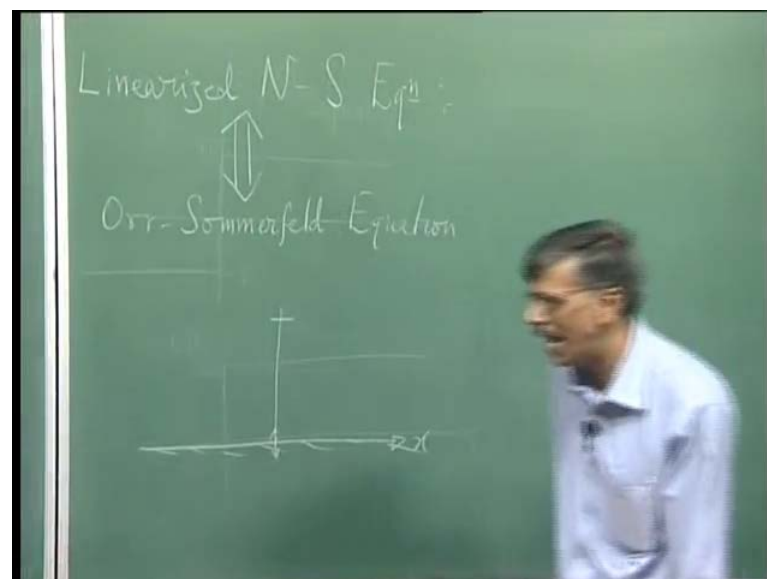 Linearized N-S Eqⁿ :
Orr-Sommerfeld Equation
x